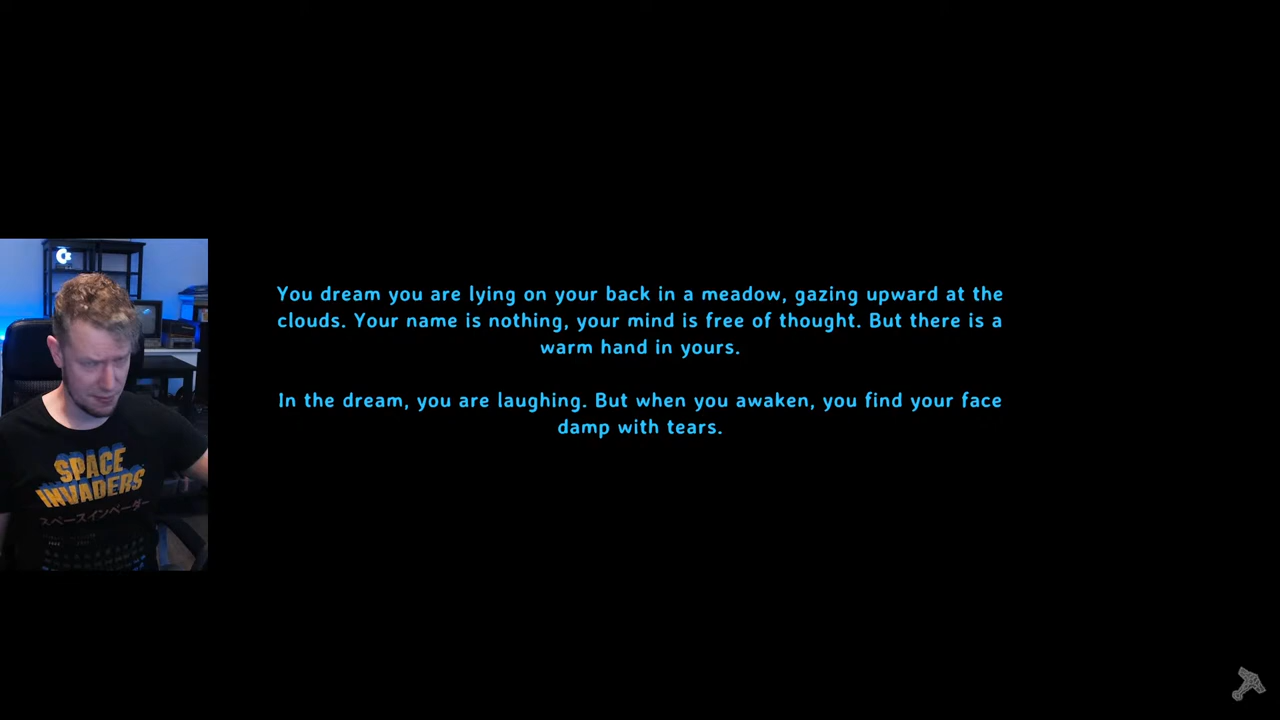 You dream you are lying on your back in a meadow, gazing upward at the
clouds. Your name is nothing, your mind is free of thought. But there is a
warm hand in yours.
In the dream, you are laughing. But when you awaken, you find your face
damp with tears.
SPACE
INVADERS
スペースインベーダー